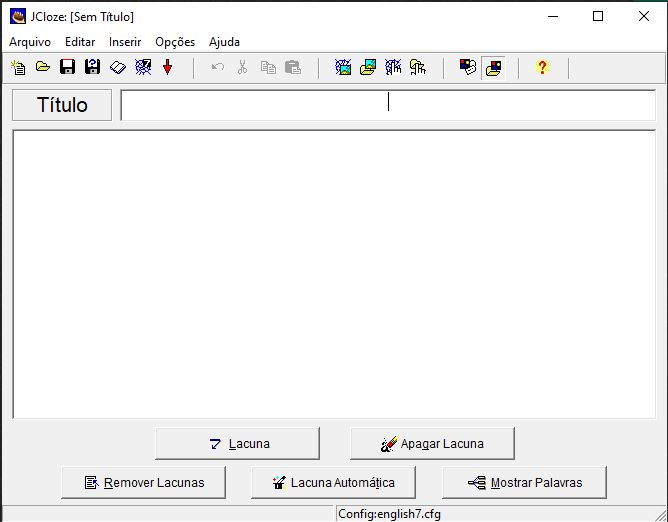 JCloze: [Sem Título]
Arquivo Editar Inserir Opções Ajuda
Título
Lacuna Apagar Lacuna
Remover Lacunas Lacuna Automática Mostrar Palavras
Config:english7.cfg